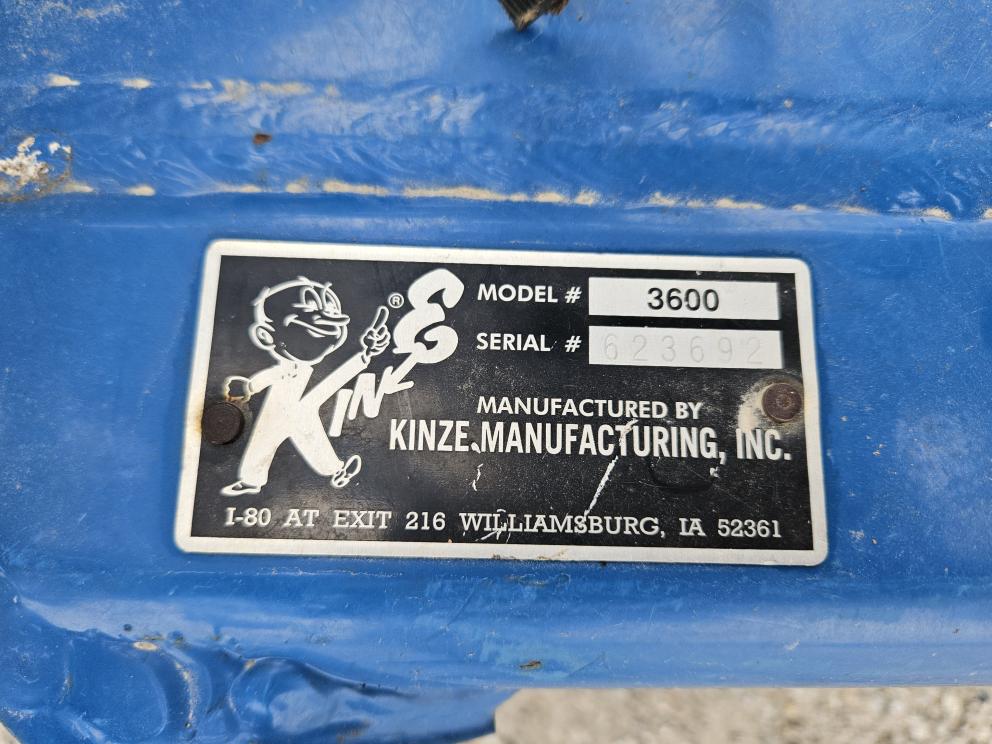 KINZE ®
MODEL # 3600
SERIAL # 623692
MANUFACTURED BY
KINZE MANUFACTURING, INC.
I-80 AT EXIT 216 WILLIAMSBURG, IA 52361